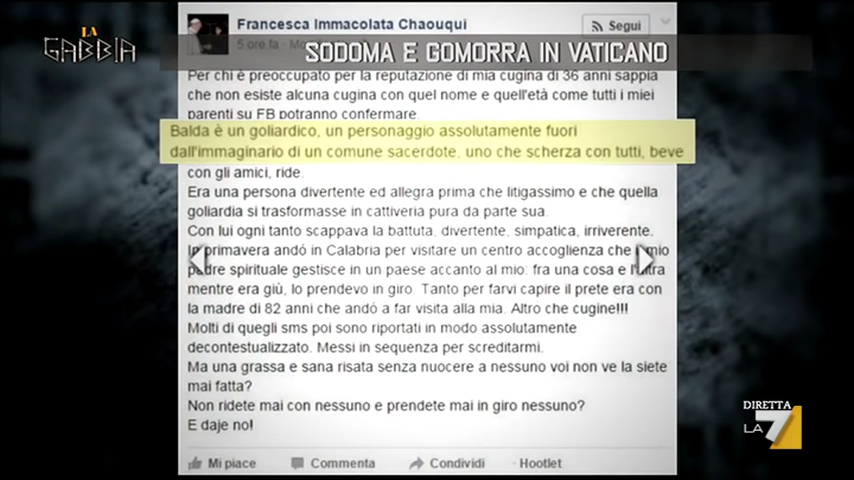 LA
GABBIA
SODOMA E GOMORRA IN VATICANO
Francesca Immacolata Chaouqui
Segui
5 ore fa
Per chi è preoccupato per la reputazione di mia cugina di 36 anni sappia
che non esiste alcuna cugina con quel nome e quell'età come tutti i miei
parenti su FB potranno confermare.
Balda è un goliardico, un personaggio assolutamente fuori
dall'immaginario di un comune sacerdote, uno che scherza con tutti, beve
con gli amici, ride.
Era una persona divertente ed allegra prima che litigassimo e che quella
goliardia si trasformasse in cattiveria pura da parte sua.
Con lui ogni tanto scappava la battuta, divertente, simpatica, irriverente.
In primavera andó in Calabria per visitare un centro accoglienza che il mio
padre spirituale gestisce in un paese accanto al mio: fra una cosa e l'altra
mentre era giù, lo prendevo in giro. Tanto per farvi capire il prete era con
la madre di 82 anni che andó a far visita alla mia. Altro che cugine!!!
Molti di quegli sms poi sono riportati in modo assolutamente
decontestualizzato. Messi in sequenza per screditarmi.
Ma una grassa e sana risata senza nuocere a nessuno voi non ve la siete
mai fatta?
Non ridete mai con nessuno e prendete mai in giro nessuno?
E daje no!
Mi piace Commenta Condividi · Hootlet
DIRETTA
LA 7